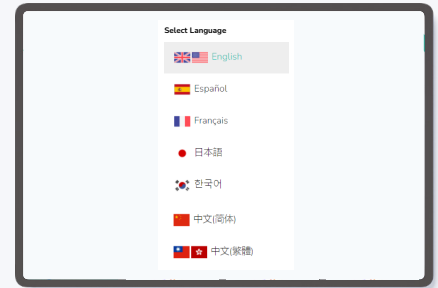 Select Language
English
Español
Français
日本語
한국어
中文(简体)
中文(繁體)